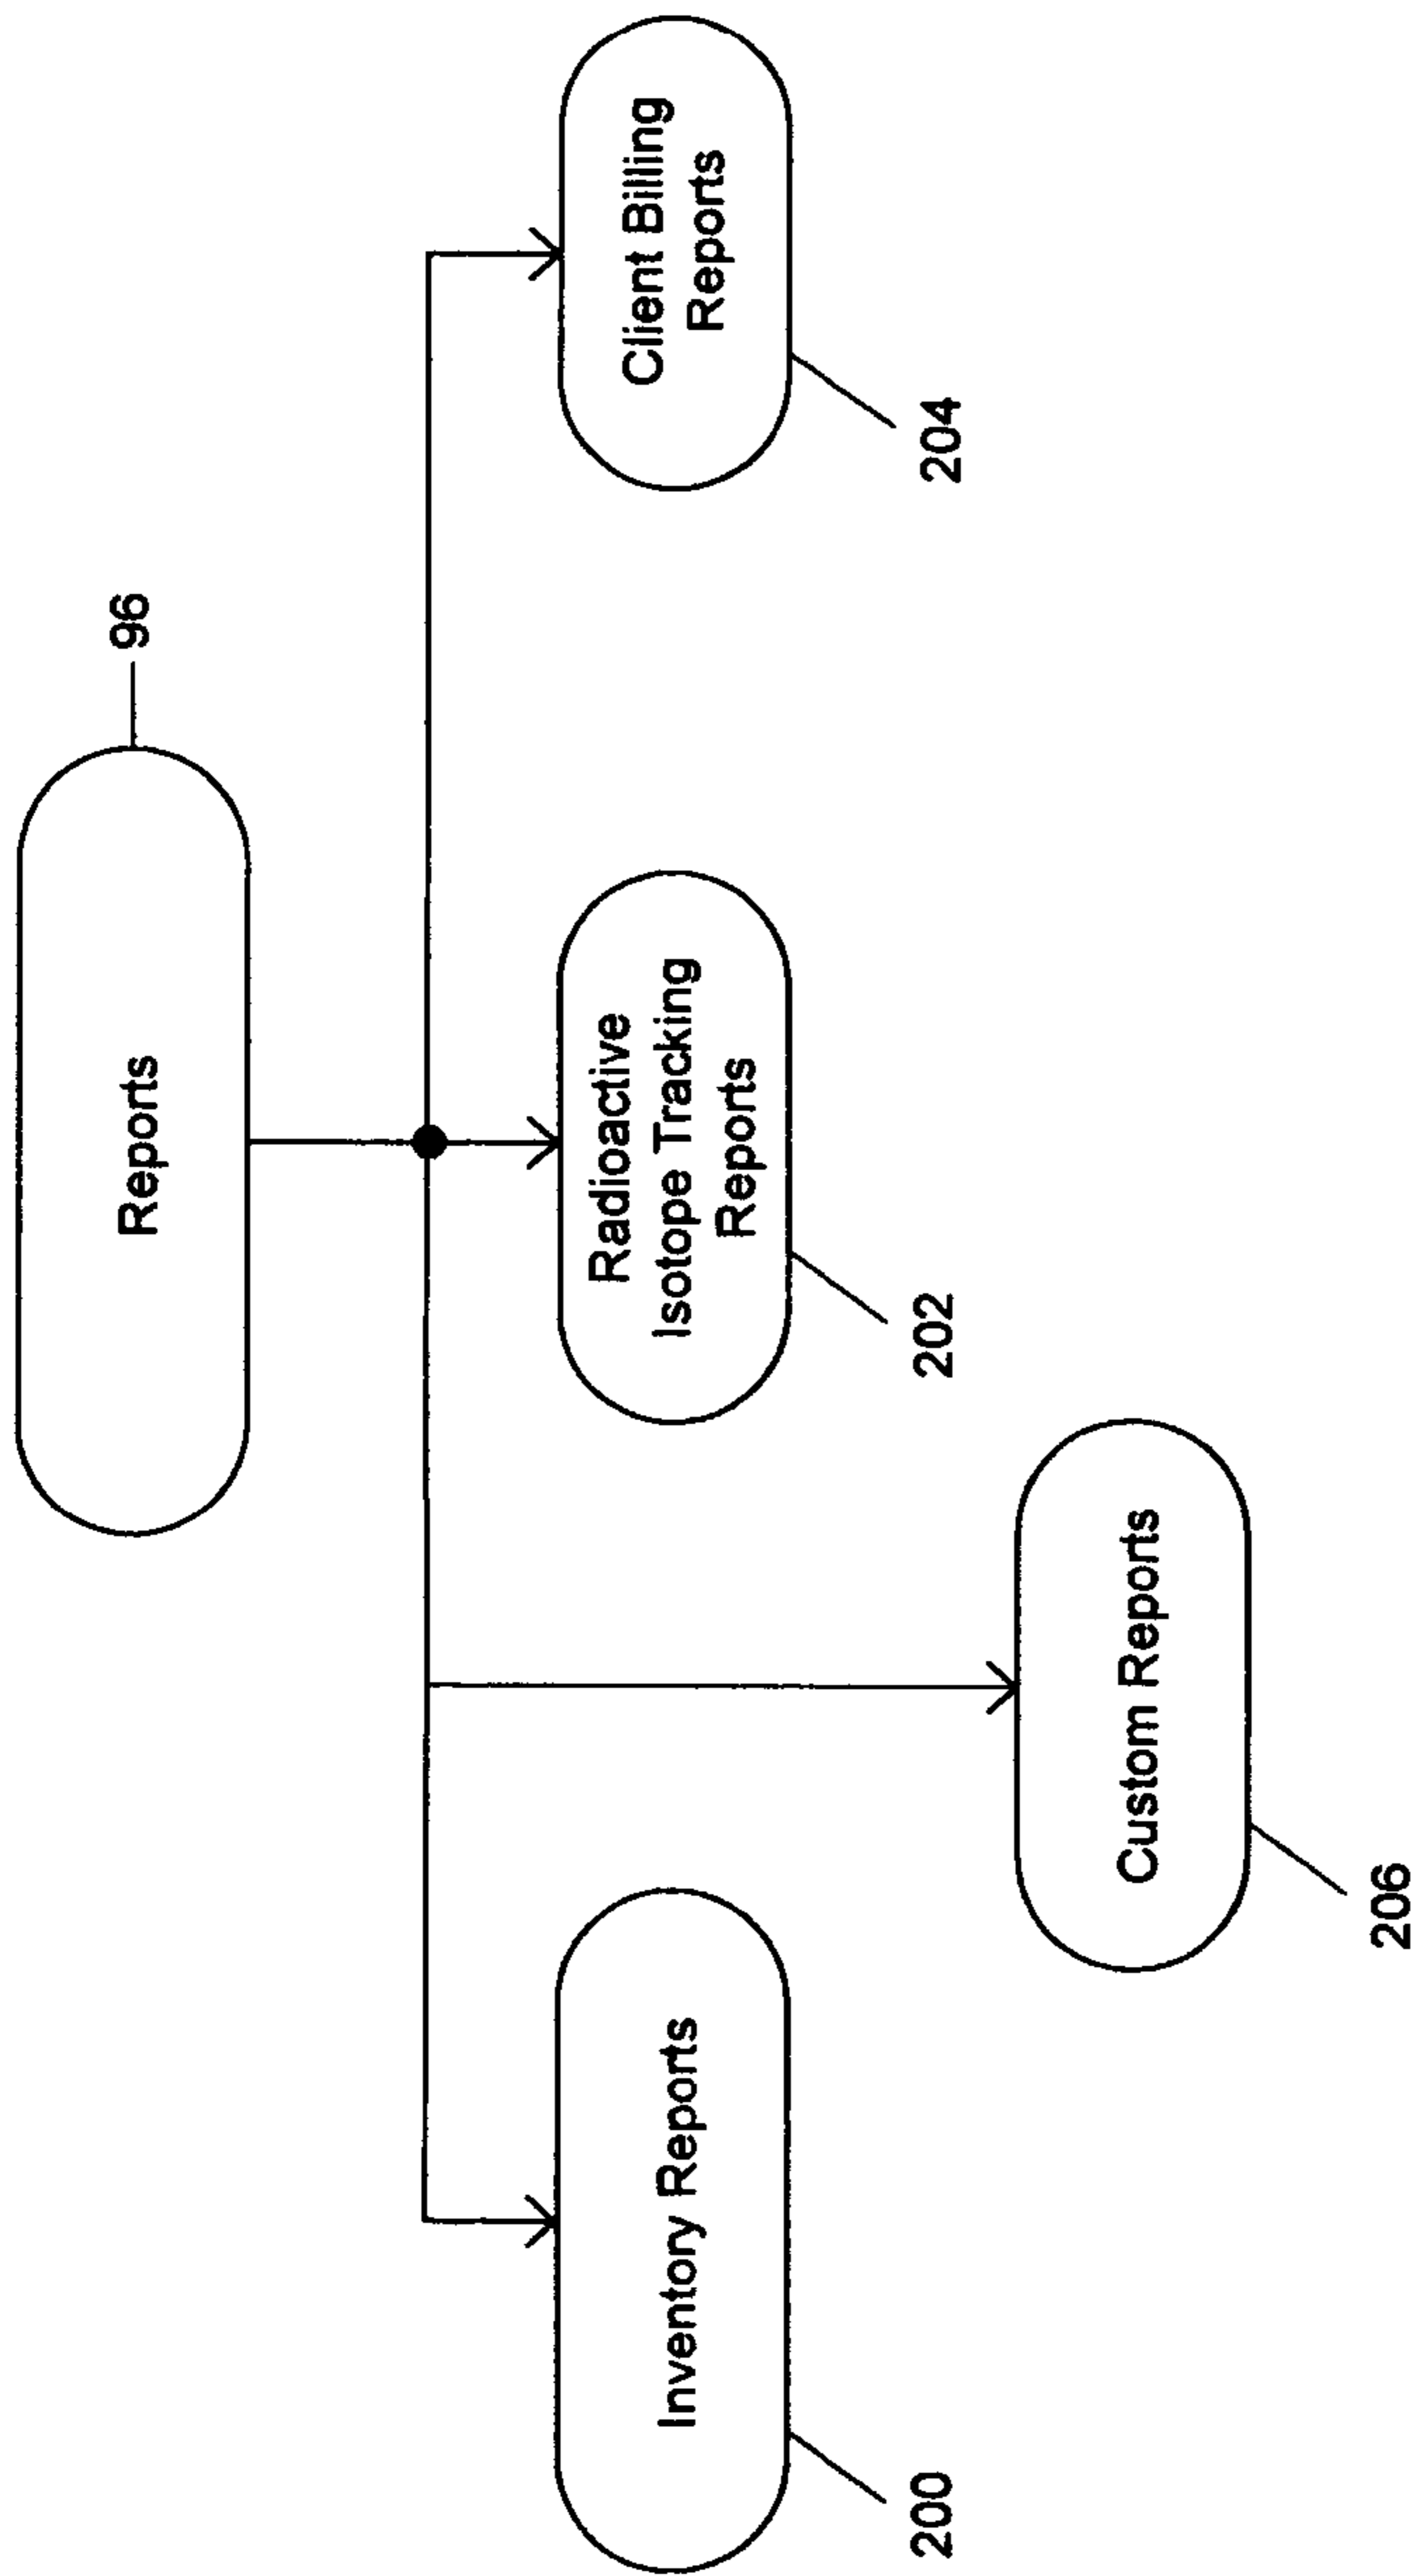 Reports
96
Inventory Reports
200
Radioactive
Isotope Tracking
Reports
202
Client Billing
Reports
204
Custom Reports
206